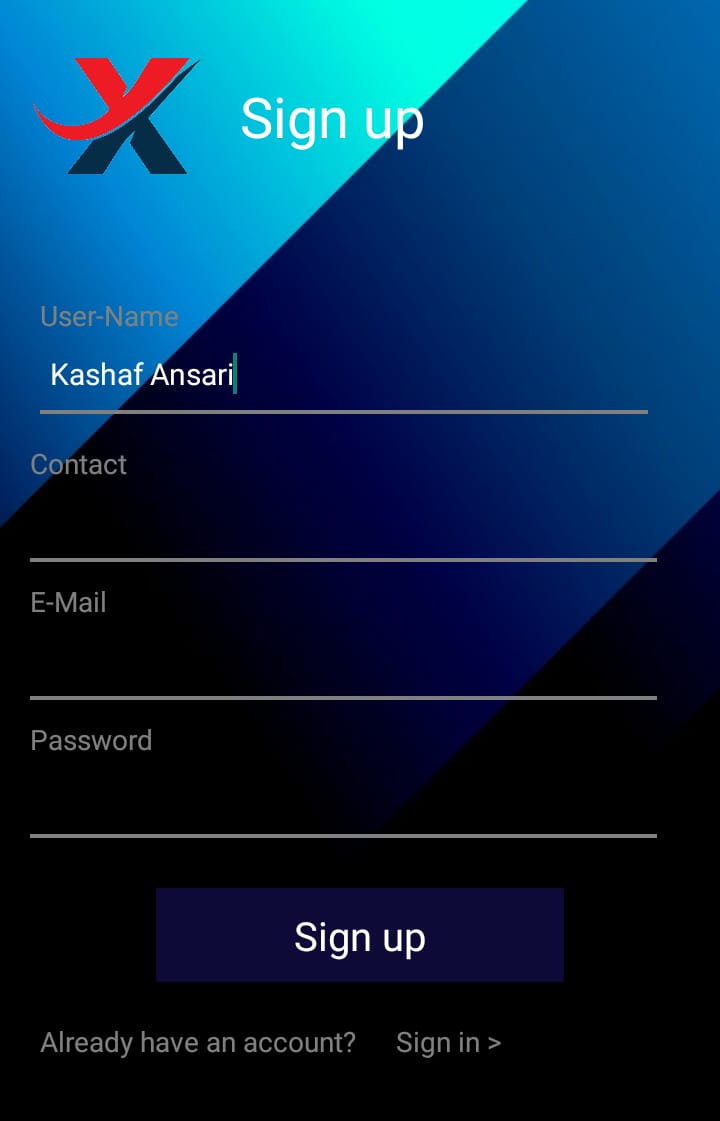 Sign up
User-Name
Kashaf Ansari
Contact
E-Mail
Password
Sign up
Already have an account? Sign in >